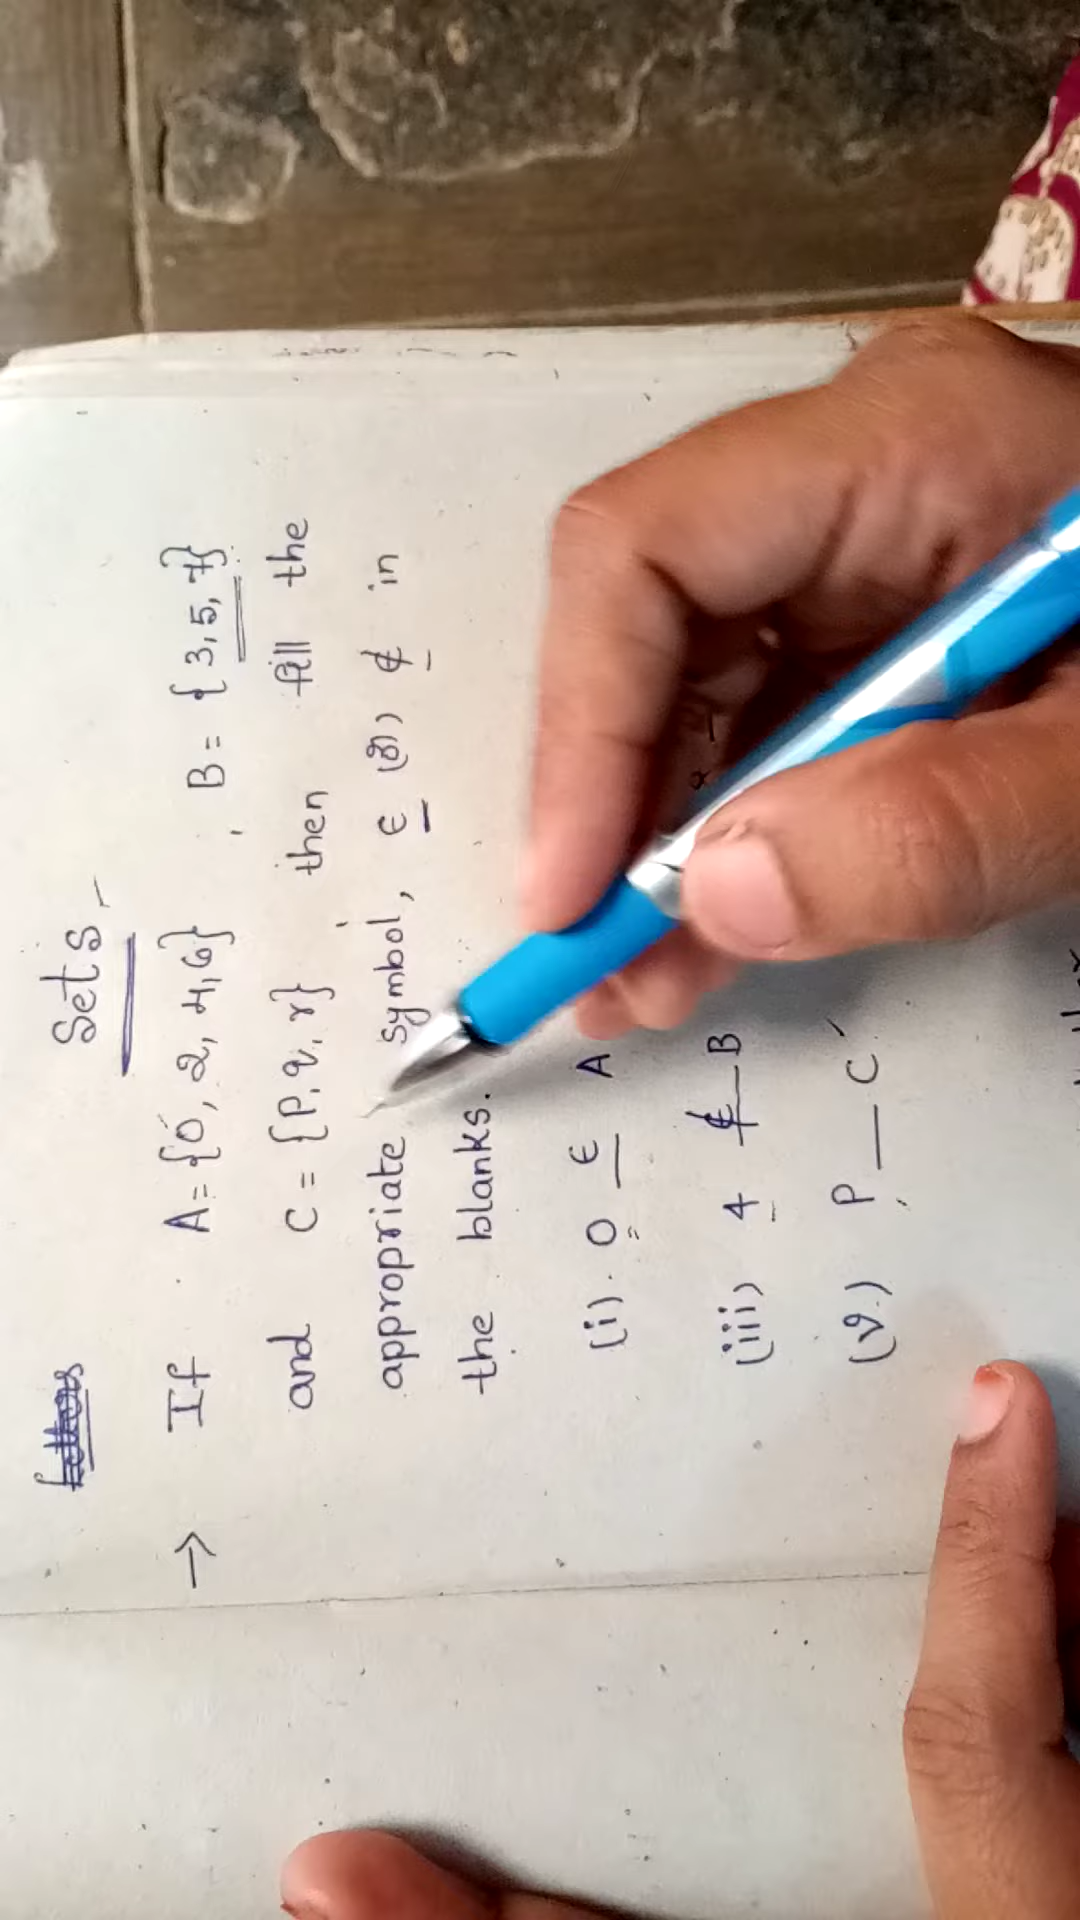 Sets
→ If A={0, 2, 4, 6}, B = {3, 5, 7}
and C = {p, q, r} then fill the
appropriate symbol, ∈ (or) ∉ in
the blanks.
(i). 0 ∈ A
(iii) 4 ∉ B
(v.) P __ C